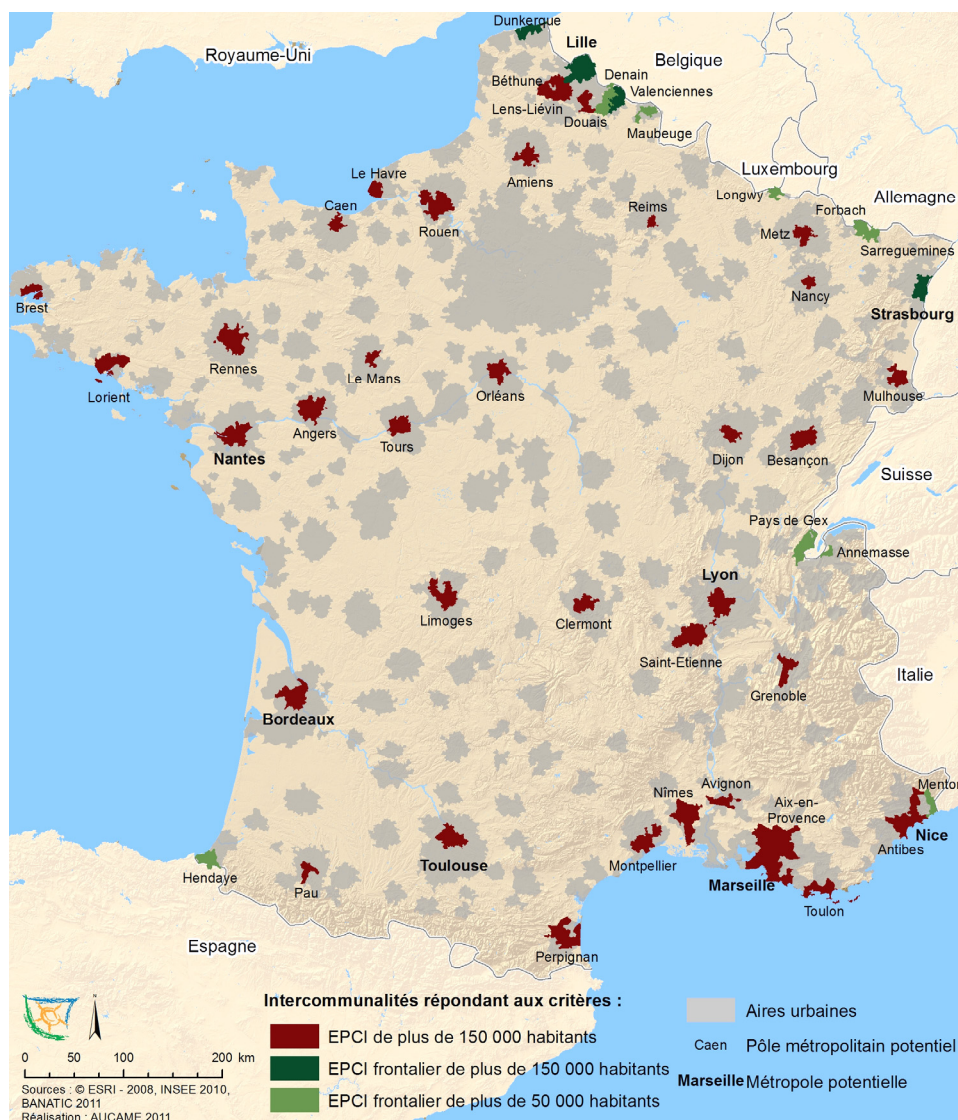 Dunkerque
Royaume-Uni
Lille
Belgique
Béthune
Denain
Valenciennes
Lens-Liévin
Douais
Maubeuge
Amiens
Luxembourg
Le Havre
Longwy
Allemagne
Caen
Rouen
Reims
Forbach
Metz
Sarreguemines
Nancy
Brest
Strasbourg
Rennes
Le Mans
Orléans
Lorient
Mulhouse
Angers
Nantes
Tours
Dijon
Besançon
Suisse
Pays de Gex
Annemasse
Lyon
Limoges
Clermont
Saint-Etienne
Italie
Grenoble
Bordeaux
Avignon
Menton
Nîmes
Aix-en-
Provence
Nice
Antibes
Toulouse
Montpellier
Hendaye
Marseille
Pau
Toulon
Espagne
Perpignan
Intercommunalités répondant aux critères :
EPCI de plus de 150 000 habitants
EPCI frontalier de plus de 150 000 habitants
EPCI frontalier de plus de 50 000 habitants
Aires urbaines
Caen Pôle métropolitain potentiel
Marseille Métropole potentielle
N
0 50 100 200 km
Sources : © ESRI - 2008, INSEE 2010,
BANATIC 2011
Réalisation : AUCAME 2011